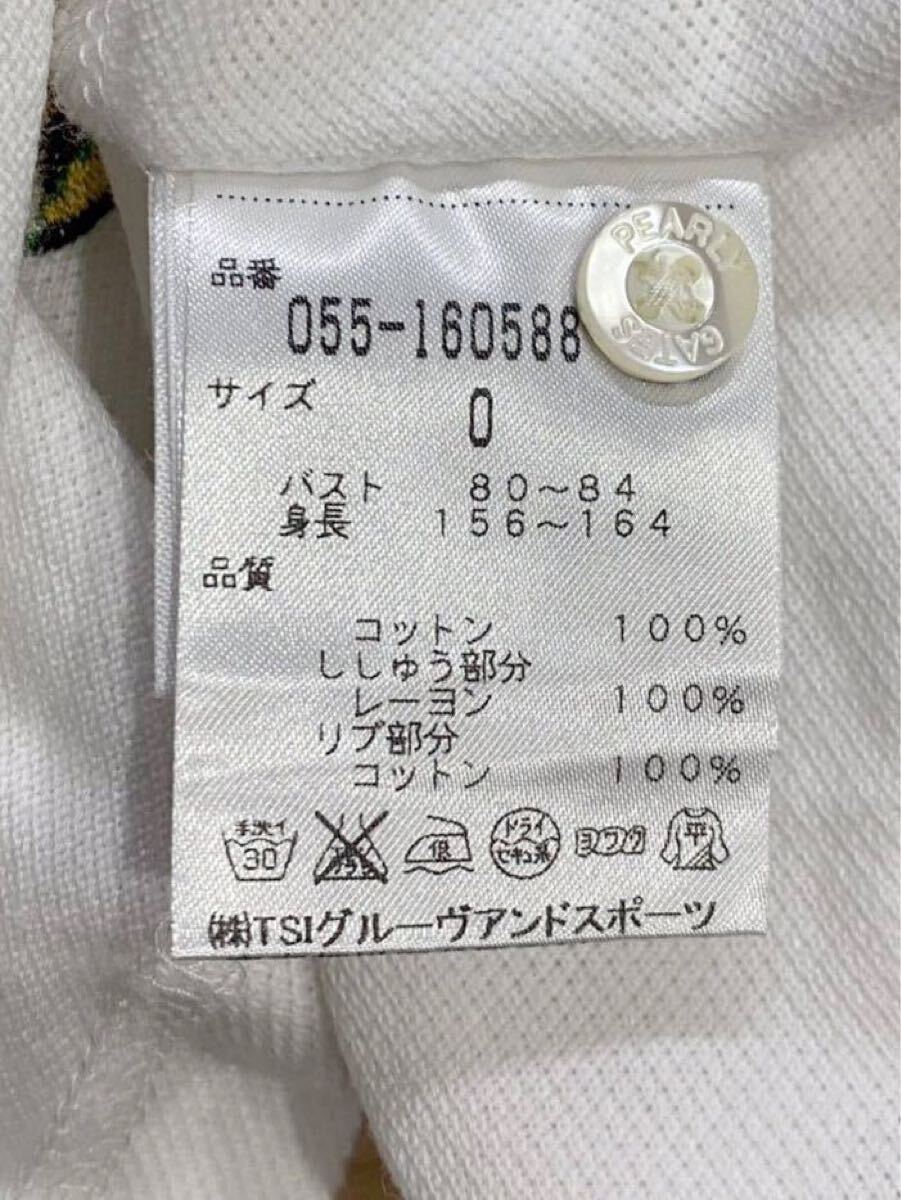 PEARLY
GATES
品番
055-160588
サイズ
0
バスト 80～84
身長 156～164
品質
コットン 100%
ししゅう部分
レーヨン 100%
リブ部分
コットン 100%
手洗イ
30
低
ドライ
セキユ系
ヨワク
平
㈱TSIグルーヴアンドスポーツ